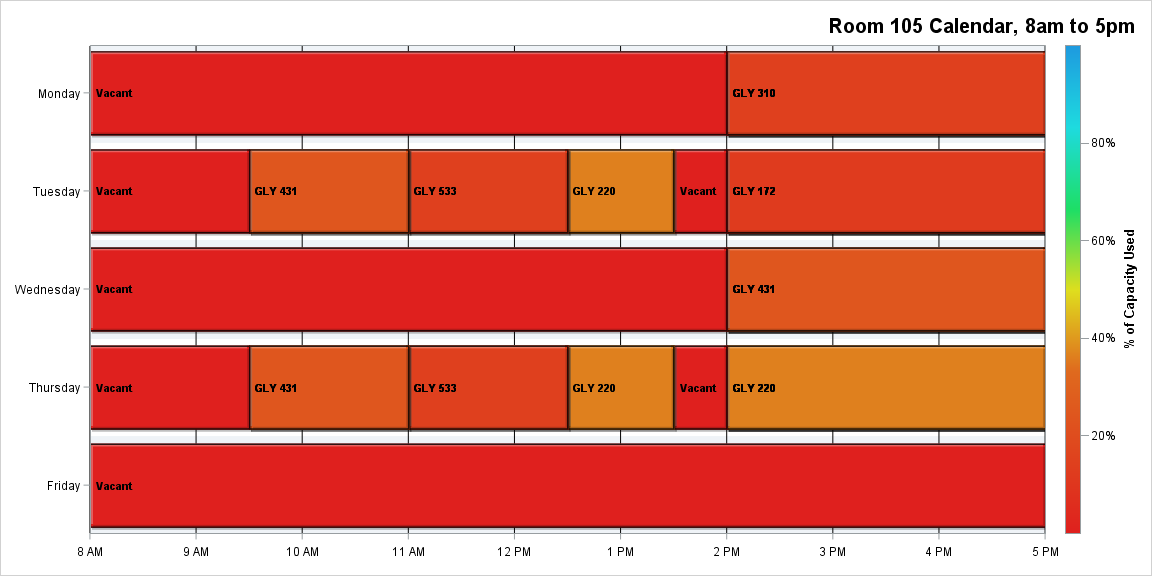 Room 105 Calendar, 8am to 5pm
Monday
Vacant
GLY 310
Tuesday
Vacant
GLY 431
GLY 533
GLY 220
Vacant
GLY 172
Wednesday
Vacant
GLY 431
Thursday
Vacant
GLY 431
GLY 533
GLY 220
Vacant
GLY 220
Friday
Vacant
8 AM
9 AM
10 AM
11 AM
12 PM
1 PM
2 PM
3 PM
4 PM
5 PM
80%
60%
40%
20%
% of Capacity Used